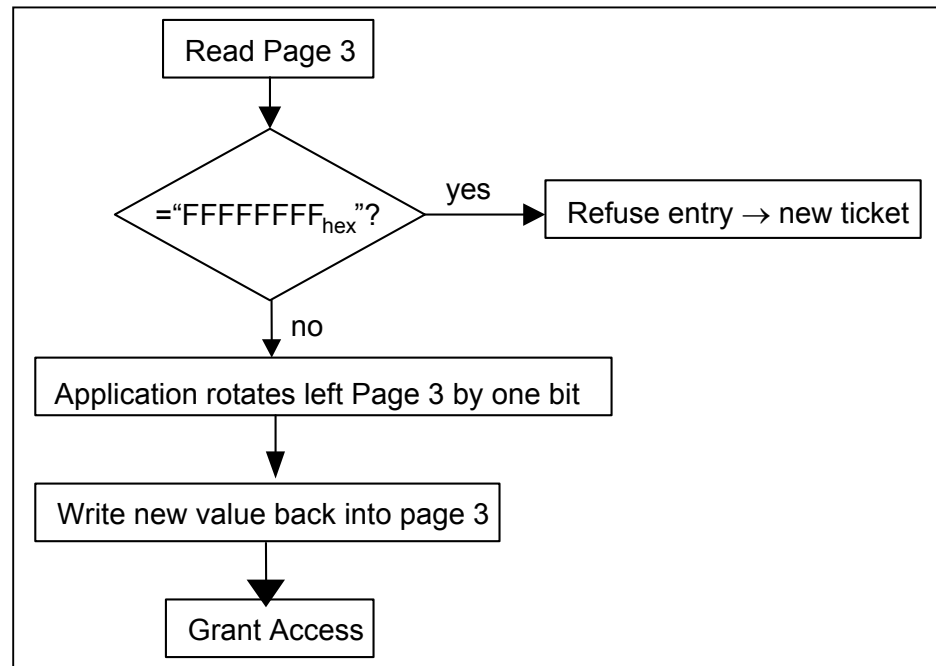 Read Page 3
=“FFFFFFFFhex”?
yes
Refuse entry → new ticket
no
Application rotates left Page 3 by one bit
Write new value back into page 3
Grant Access